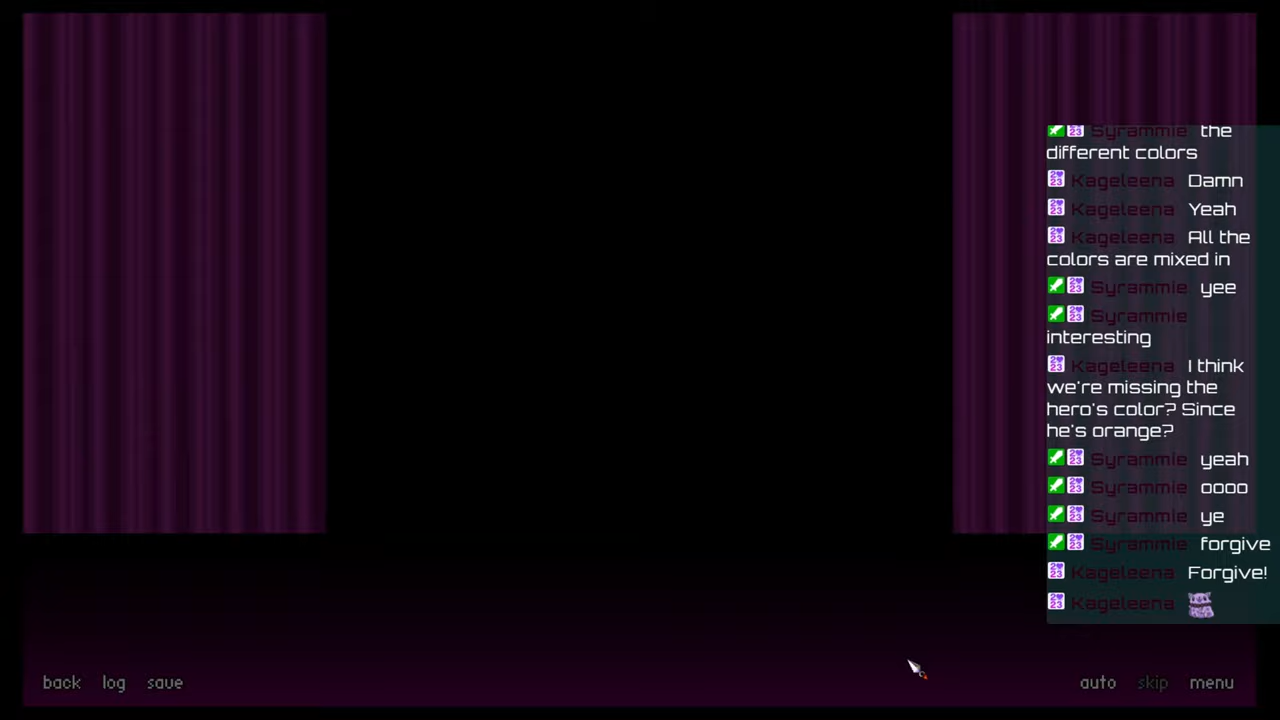 Syrammie the
different colors
Kageleena Damn
Kageleena Yeah
Kageleena All the
colors are mixed in
Syrammie yee
Syrammie
interesting
Kageleena I think
we're missing the
hero's color? Since
he's orange?
Syrammie yeah
Syrammie oooo
Syrammie ye
Syrammie forgive
Kageleena Forgive!
Kageleena
back log save
auto skip menu